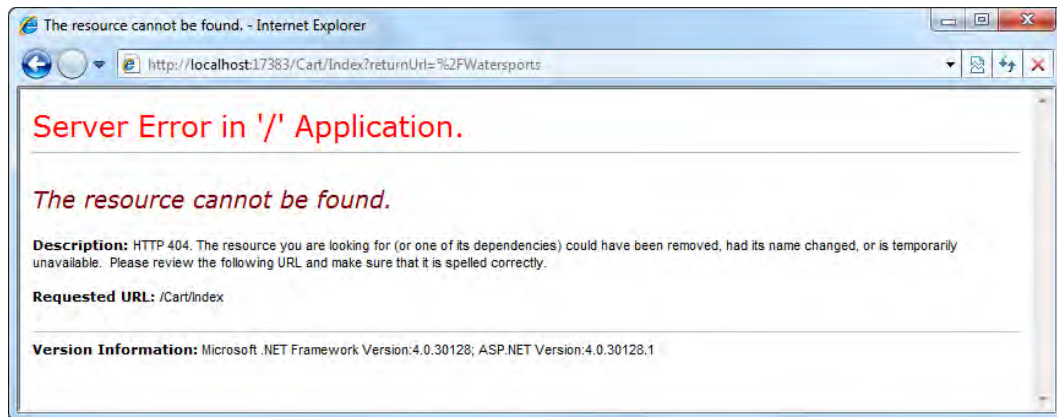 The resource cannot be found. - Internet Explorer
http://localhost:17383/Cart/Index?returnUrl=%2FWatersports
Server Error in '/' Application.
The resource cannot be found.
Description: HTTP 404. The resource you are looking for (or one of its dependencies) could have been removed, had its name changed, or is temporarily
unavailable.  Please review the following URL and make sure that it is spelled correctly.
Requested URL: /Cart/Index
Version Information: Microsoft .NET Framework Version:4.0.30128; ASP.NET Version:4.0.30128.1